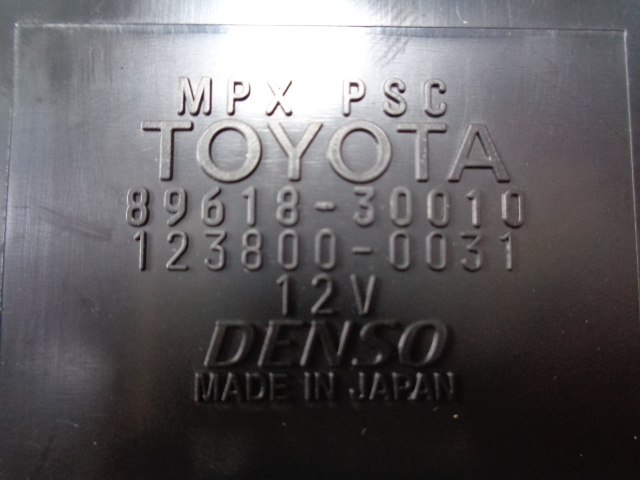 MPX PSC
TOYOTA
89618-30010
123800-0031
12V
DENSO
MADE IN JAPAN